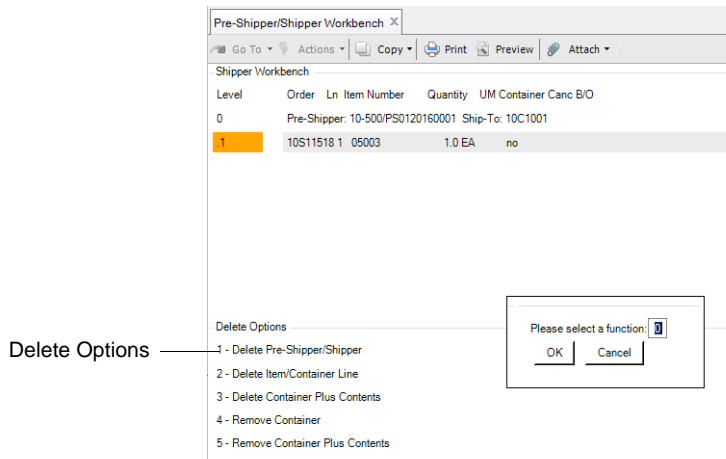 Pre-Shipper/Shipper Workbench X
Go To Actions Copy Print Preview Attach
Shipper Workbench
Level Order Ln Item Number Quantity UM Container Canc B/O
0 Pre-Shipper: 10-500/PS0120160001 Ship-To: 10C1001
.1 10S11518 1 05003 1.0 EA no
Delete Options
Please select a function: 0
OK Cancel
Delete Options
1 - Delete Pre-Shipper/Shipper
2 - Delete Item/Container Line
3 - Delete Container Plus Contents
4 - Remove Container
5 - Remove Container Plus Contents